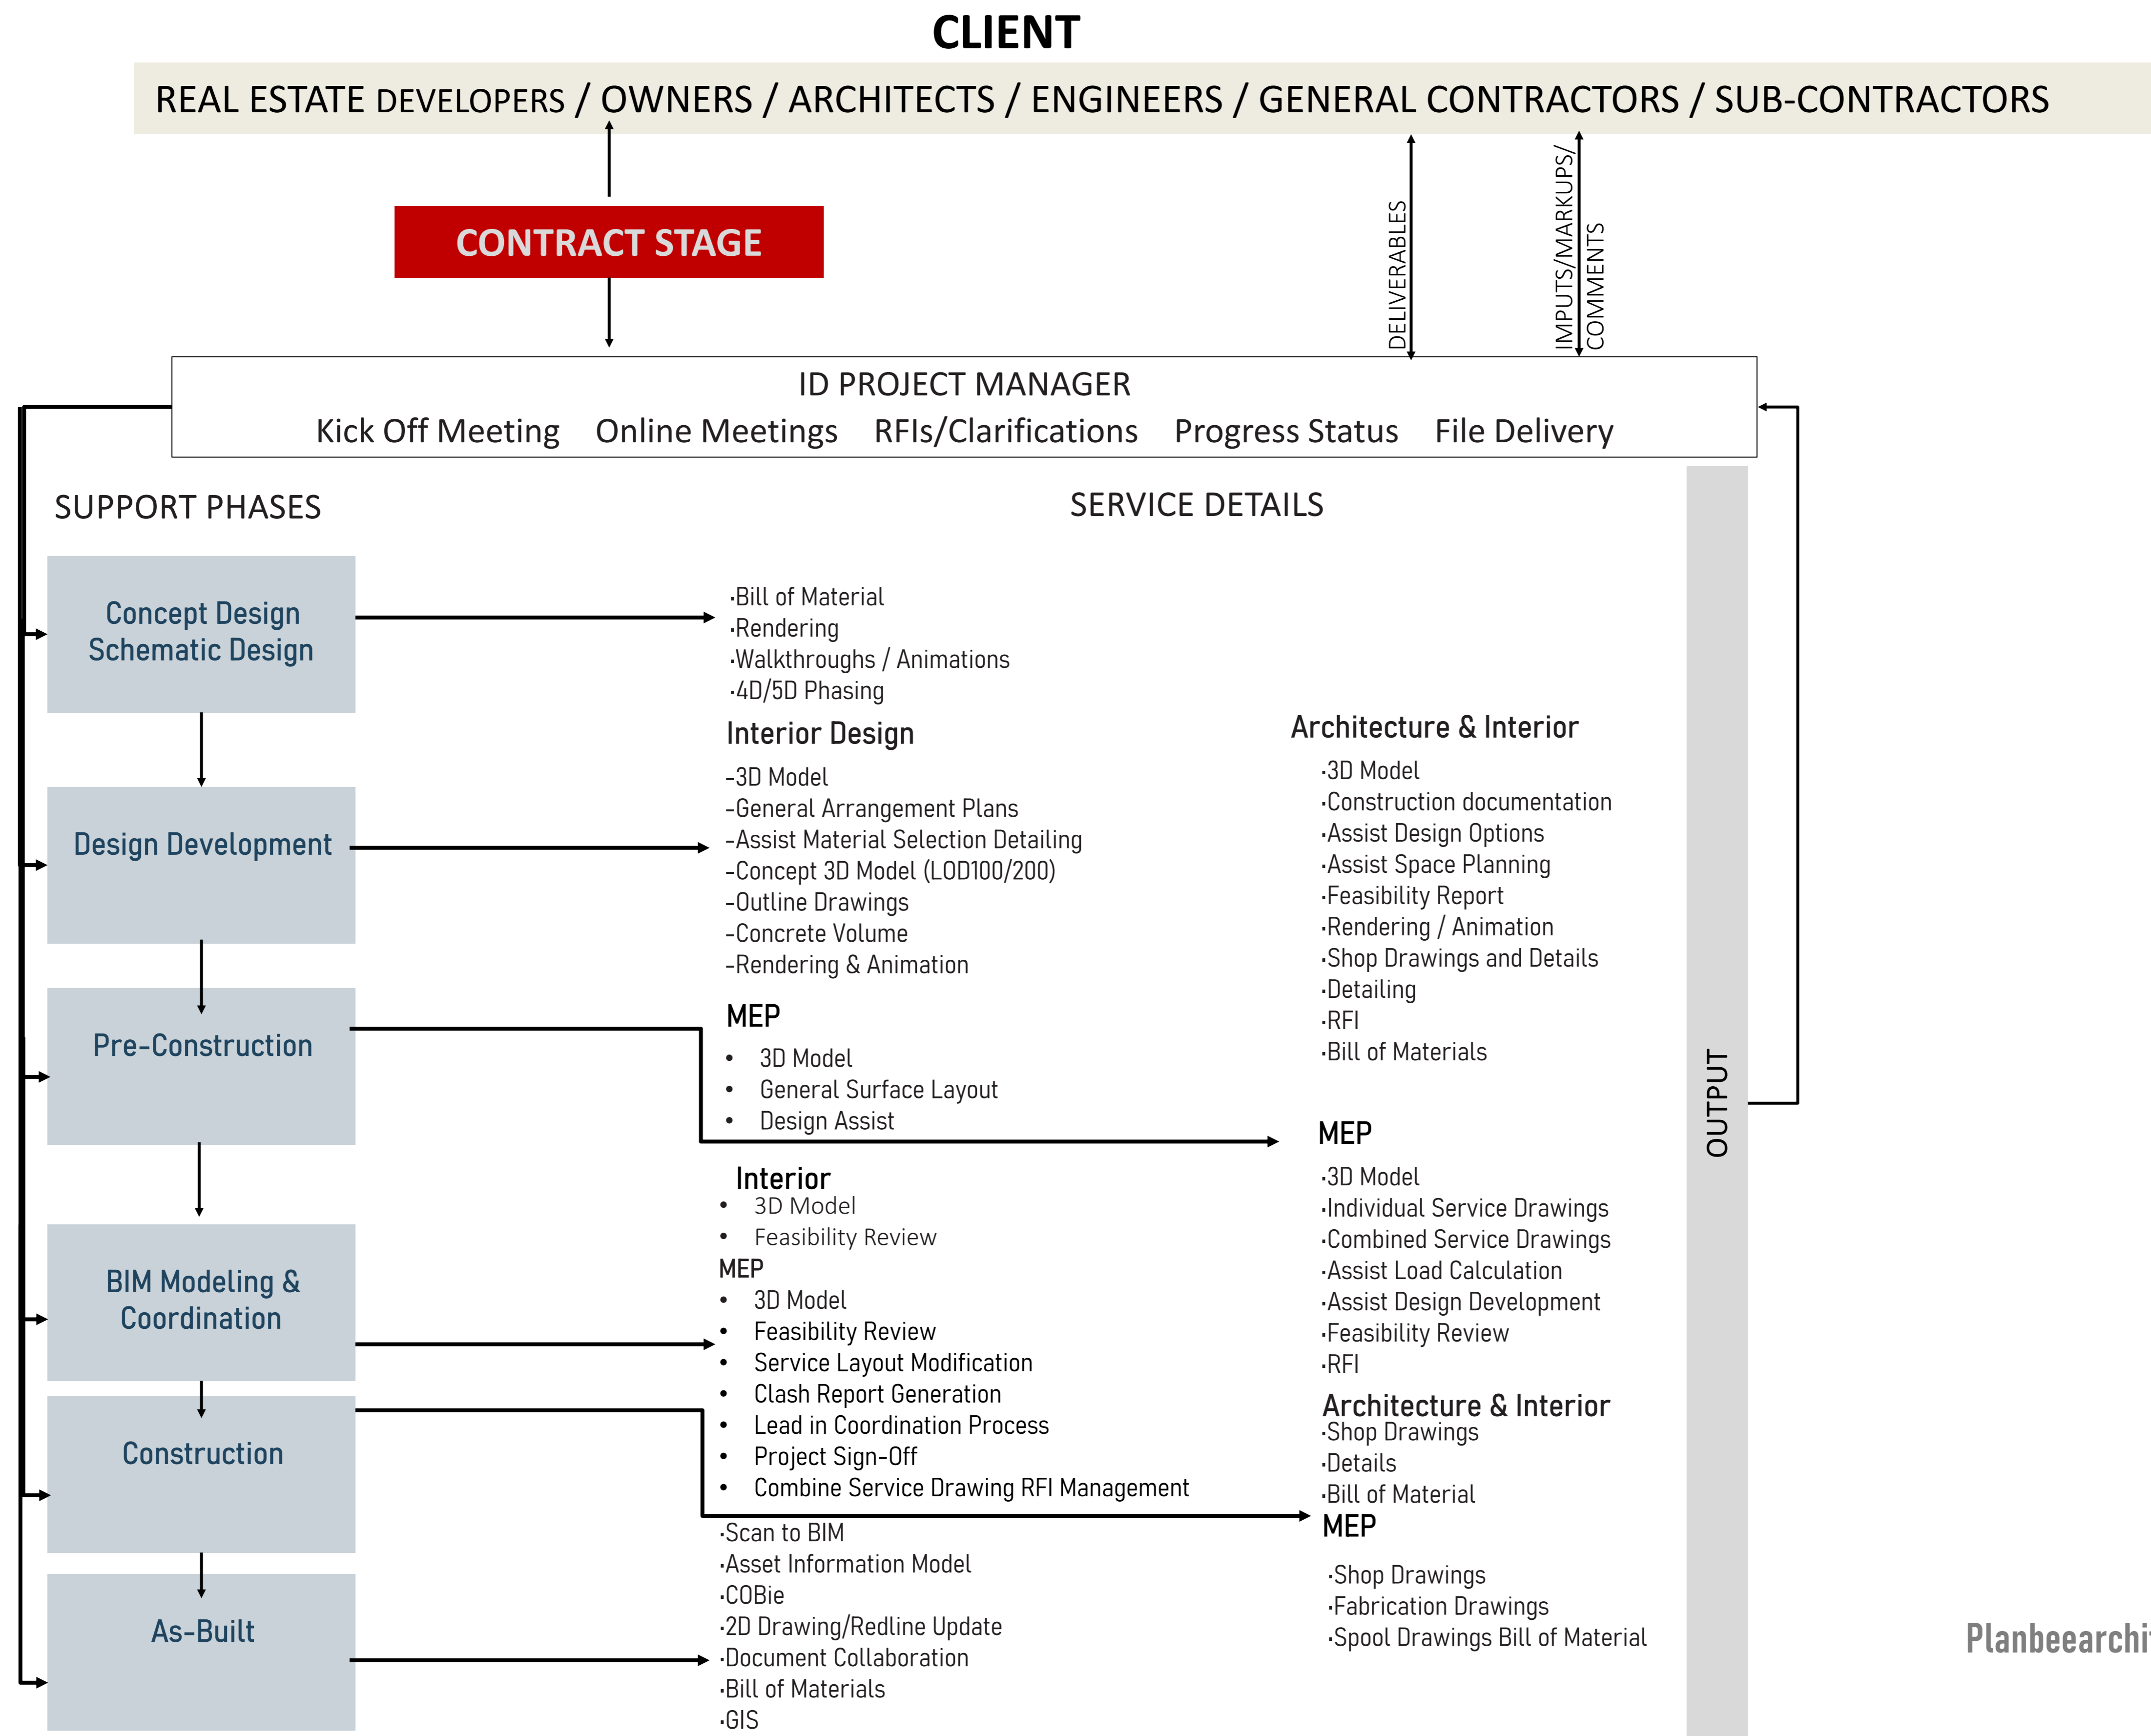 CLIENT
REAL ESTATE DEVELOPERS / OWNERS / ARCHITECTS / ENGINEERS / GENERAL CONTRACTORS / SUB-CONTRACTORS
CONTRACT STAGE
DELIVERABLES
IMPUTS/MARKUPS/
COMMENTS
ID PROJECT MANAGER
Kick Off Meeting Online Meetings RFIs/Clarifications Progress Status File Delivery
SUPPORT PHASES
SERVICE DETAILS
Concept Design
Schematic Design
Design Development
Pre-Construction
BIM Modeling &
Coordination
Construction
As-Built
·Bill of Material
·Rendering
·Walkthroughs / Animations
·4D/5D Phasing
Interior Design
-3D Model
-General Arrangement Plans
-Assist Material Selection Detailing
-Concept 3D Model (LOD100/200)
-Outline Drawings
-Concrete Volume
-Rendering & Animation
MEP
• 3D Model
• General Surface Layout
• Design Assist
Interior
• 3D Model
• Feasibility Review
MEP
• 3D Model
• Feasibility Review
• Service Layout Modification
• Clash Report Generation
• Lead in Coordination Process
• Project Sign-Off
• Combine Service Drawing RFI Management
·Scan to BIM
·Asset Information Model
·COBie
·2D Drawing/Redline Update
·Document Collaboration
·Bill of Materials
·GIS
Architecture & Interior
·3D Model
·Construction documentation
·Assist Design Options
·Assist Space Planning
·Feasibility Report
·Rendering / Animation
·Shop Drawings and Details
·Detailing
·RFI
·Bill of Materials
MEP
·3D Model
·Individual Service Drawings
·Combined Service Drawings
·Assist Load Calculation
·Assist Design Development
·Feasibility Review
·RFI
Architecture & Interior
·Shop Drawings
·Details
·Bill of Material
MEP
·Shop Drawings
·Fabrication Drawings
·Spool Drawings Bill of Material
OUTPUT
Planbeearchi